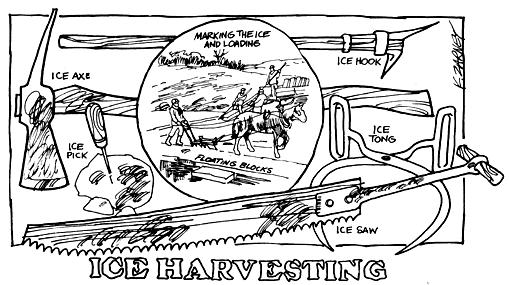 MARKING THE ICE
AND LOADING
ICE HOOK
ICE AXE
ICE
PICK
ICE
TONG
FLOATING BLOCKS
ICE SAW
ICE HARVESTING